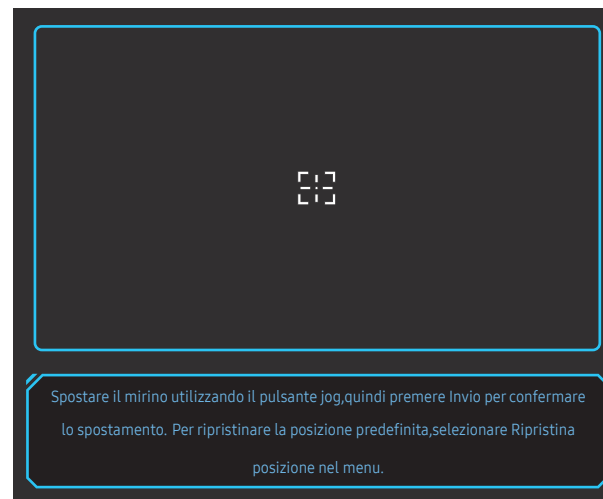 Spostare il mirino utilizzando il pulsante jog,quindi premere Invio per confermare
lo spostamento. Per ripristinare la posizione predefinita,selezionare Ripristina
posizione nel menu.